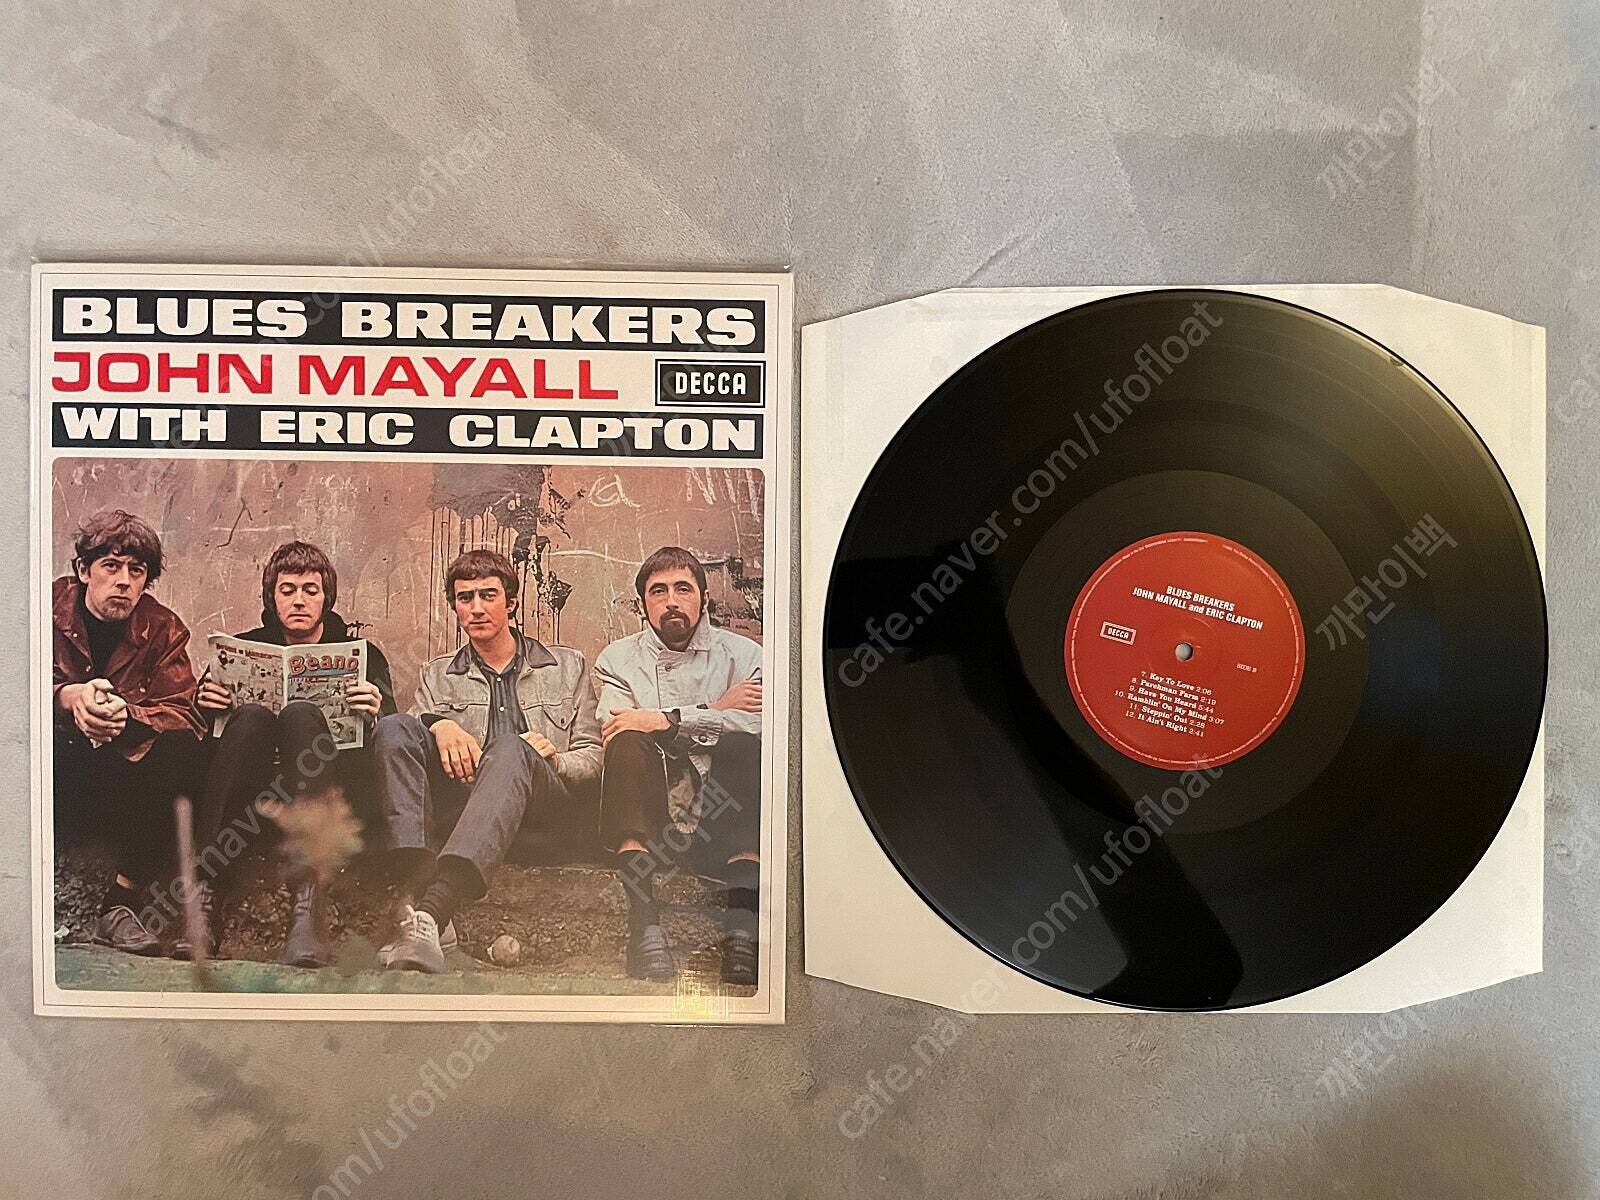 BLUES BREAKERS
JOHN MAYALL
DECCA
WITH ERIC CLAPTON
Beano
BLUES BREAKERS
JOHN MAYALL and ERIC CLAPTON
DECCA
SIDE B
7. Key To Love 2:06
8. Parchman Farm 2:19
9. Have You Heard 5:44
10. Ramblin' On My Mind 3:07
11. Steppin' Out 2:28
12. It Ain't Right 2:41
cafe.naver.com/ufofloat
까만이백